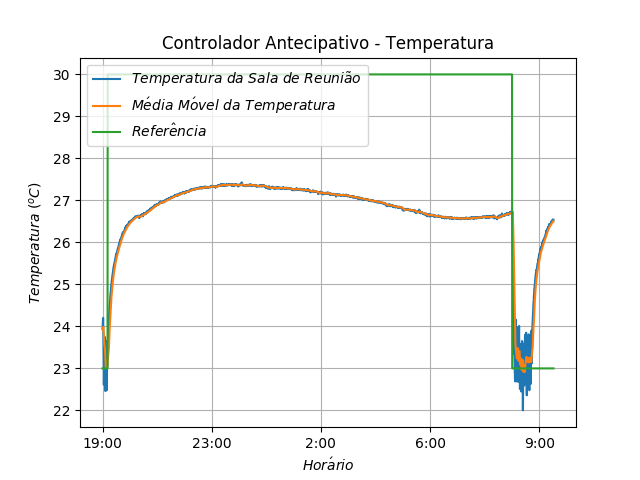 Controlador Antecipativo - Temperatura
Temperatura da Sala de Reunião
Média Móvel da Temperatura
Referência
30
29
28
27
26
25
24
23
22
Temperatura (ºC)
19:00 23:00 2:00 6:00 9:00
Horário